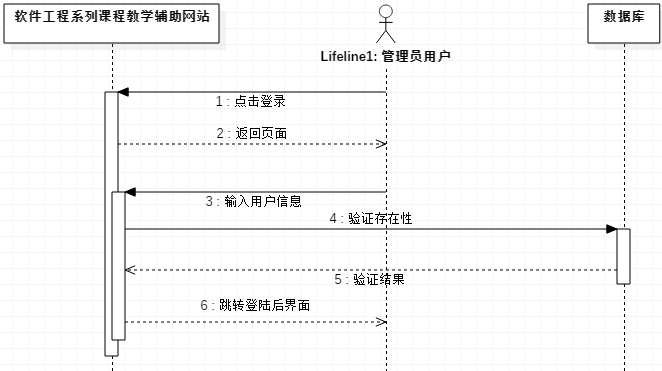 软件工程系列课程教学辅助网站
数据库
Lifeline1: 管理员用户
1 : 点击登录
2 : 返回页面
3 : 输入用户信息
4 : 验证存在性
5 : 验证结果
6 : 跳转登陆后界面